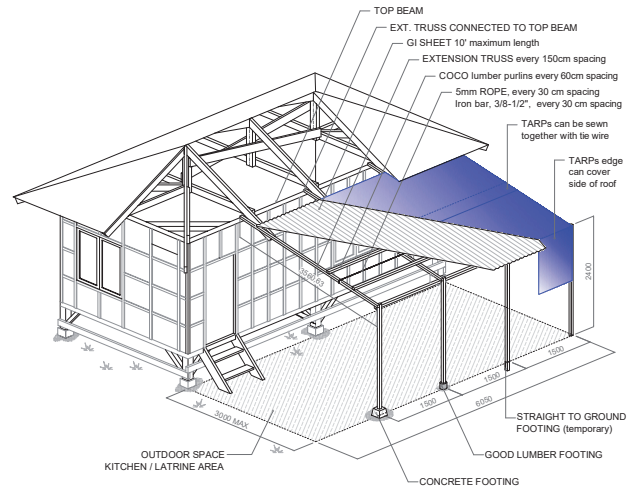 TOP BEAM
EXT. TRUSS CONNECTED TO TOP BEAM
GI SHEET 10' maximum length
EXTENSION TRUSS every 150cm spacing
COCO lumber purlins every 60cm spacing
5mm ROPE, every 30 cm spacing
Iron bar, 3/8-1/2", every 30 cm spacing
TARPs can be sewn
together with tie wire
TARPs edge
can cover
side of roof
3580,63
2400
1500
1500
1500
6050
3000 MAX
STRAIGHT TO GROUND
FOOTING (temporary)
OUTDOOR SPACE
KITCHEN / LATRINE AREA
GOOD LUMBER FOOTING
CONCRETE FOOTING